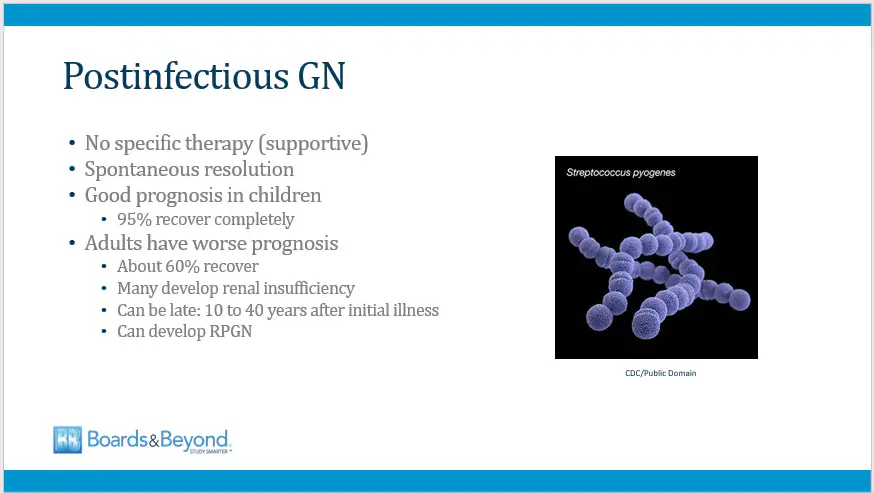 Postinfectious GN
• No specific therapy (supportive)
• Spontaneous resolution
• Good prognosis in children
• 95% recover completely
• Adults have worse prognosis
• About 60% recover
• Many develop renal insufficiency
• Can be late: 10 to 40 years after initial illness
• Can develop RPGN
Streptococcus pyogenes
CDC/Public Domain
BB Boards&Beyond™
STUDY SMARTER